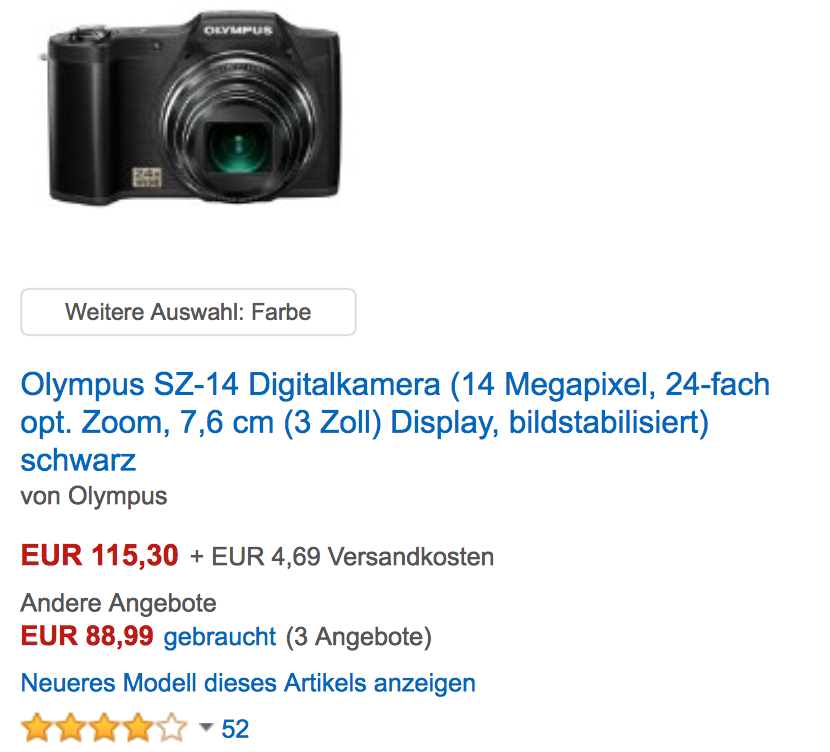 OLYMPUS
24x
WIDE
Weitere Auswahl: Farbe
Olympus SZ-14 Digitalkamera (14 Megapixel, 24-fach
opt. Zoom, 7,6 cm (3 Zoll) Display, bildstabilisiert)
schwarz
von Olympus
EUR 115,30 + EUR 4,69 Versandkosten
Andere Angebote
EUR 88,99 gebraucht (3 Angebote)
Neueres Modell dieses Artikels anzeigen
52